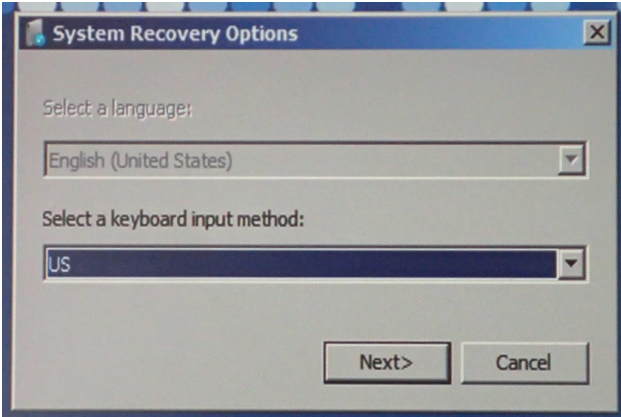 System Recovery Options
Select a language:
English (United States)
Select a keyboard input method:
US
Next>
Cancel